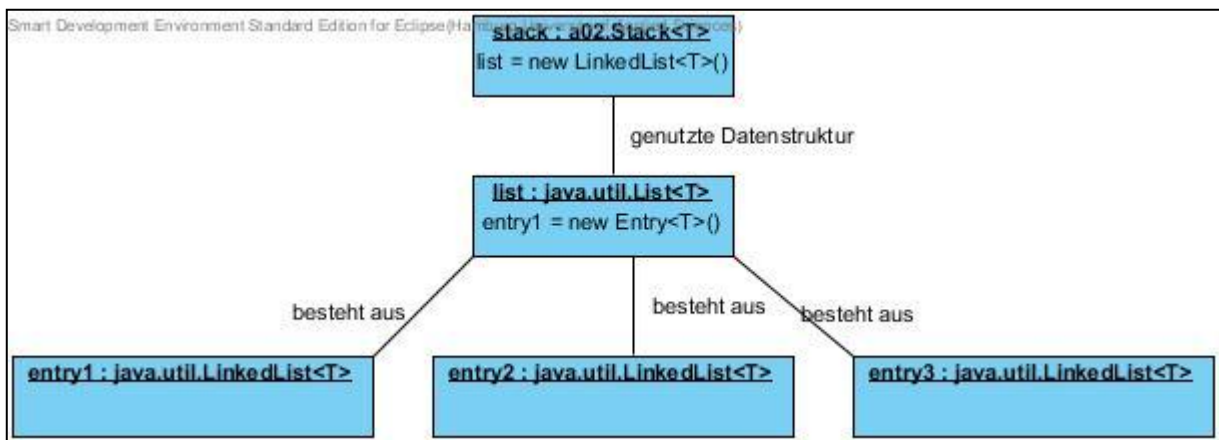 Smart Development Environment Standard Edition for Eclipse(Ha
stack : a02.Stack<T>
list = new LinkedList<T>()
genutzte Datenstruktur
list : java.util.List<T>
entry1 = new Entry<T>()
besteht aus
besteht aus
besteht aus
entry1 : java.util.LinkedList<T>
entry2 : java.util.LinkedList<T>
entry3 : java.util.LinkedList<T>